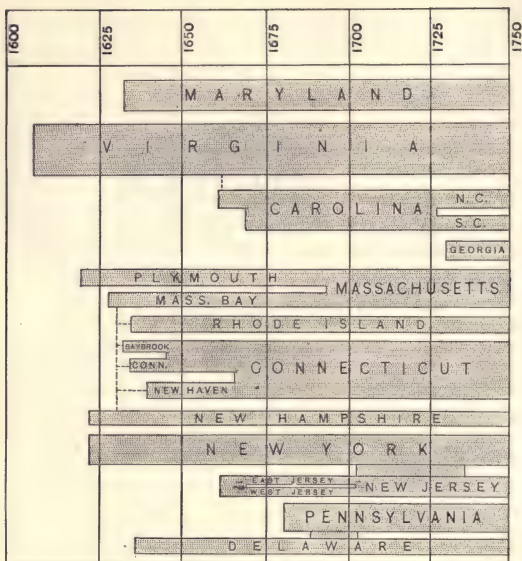 1600 1625 1650 1675 1700 1725 1750
MARYLAND
VIRGINIA
N.C.
CAROLINA
S.C.
GEORGIA
PLYMOUTH
MASSACHUSETTS
MASS. BAY
RHODE ISLAND
SAYBROOK
CONN.
CONNECTICUT
NEW HAVEN
NEW HAMPSHIRE
NEW YORK
EAST JERSEY
NEW JERSEY
WEST JERSEY
PENNSYLVANIA
DELAWARE